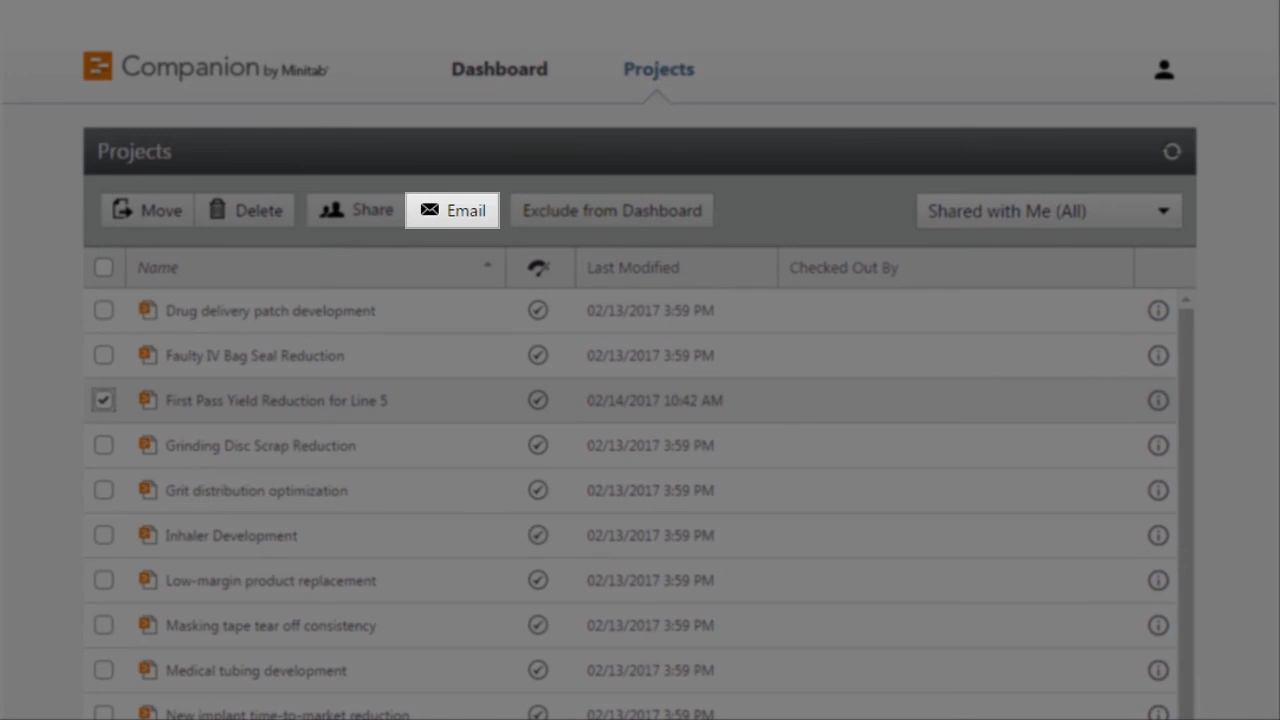 Companion by Minitab
Dashboard
Projects
Projects
Move
Delete
Share
Email
Exclude from Dashboard
Shared with Me (All)
Name
Last Modified
Checked Out By
Drug delivery patch development 02/13/2017 3:59 PM
Faulty IV Bag Seal Reduction 02/13/2017 3:59 PM
First Pass Yield Reduction for Line 5 02/14/2017 10:42 AM
Grinding Disc Scrap Reduction 02/13/2017 3:59 PM
Grit distribution optimization 02/13/2017 3:59 PM
Inhaler Development 02/13/2017 3:59 PM
Low-margin product replacement 02/13/2017 3:59 PM
Masking tape tear off consistency 02/13/2017 3:59 PM
Medical tubing development 02/13/2017 3:59 PM
New implant time-to-market reduction 02/13/2017 3:59 PM